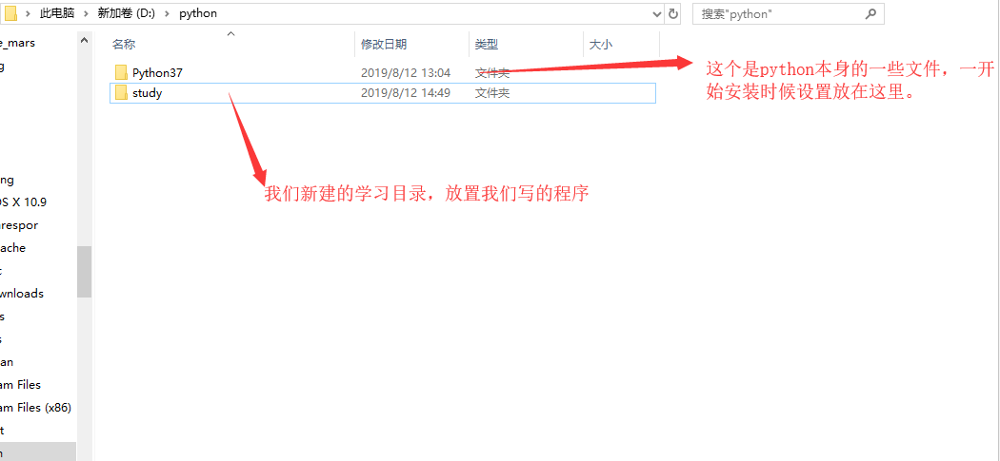 此电脑 › 新加卷 (D:) › python
搜索"python"
名称 修改日期 类型 大小
Python37 2019/8/12 13:04 文件夹
study 2019/8/12 14:49 文件夹
这个是python本身的一些文件，一开
始安装时候设置放在这里。
我们新建的学习目录，放置我们写的程序
e_mars
g
ng
OS X 10.9
arespor
ache
t
wnloads
s
s
an
am Files
am Files (x86)
t
n